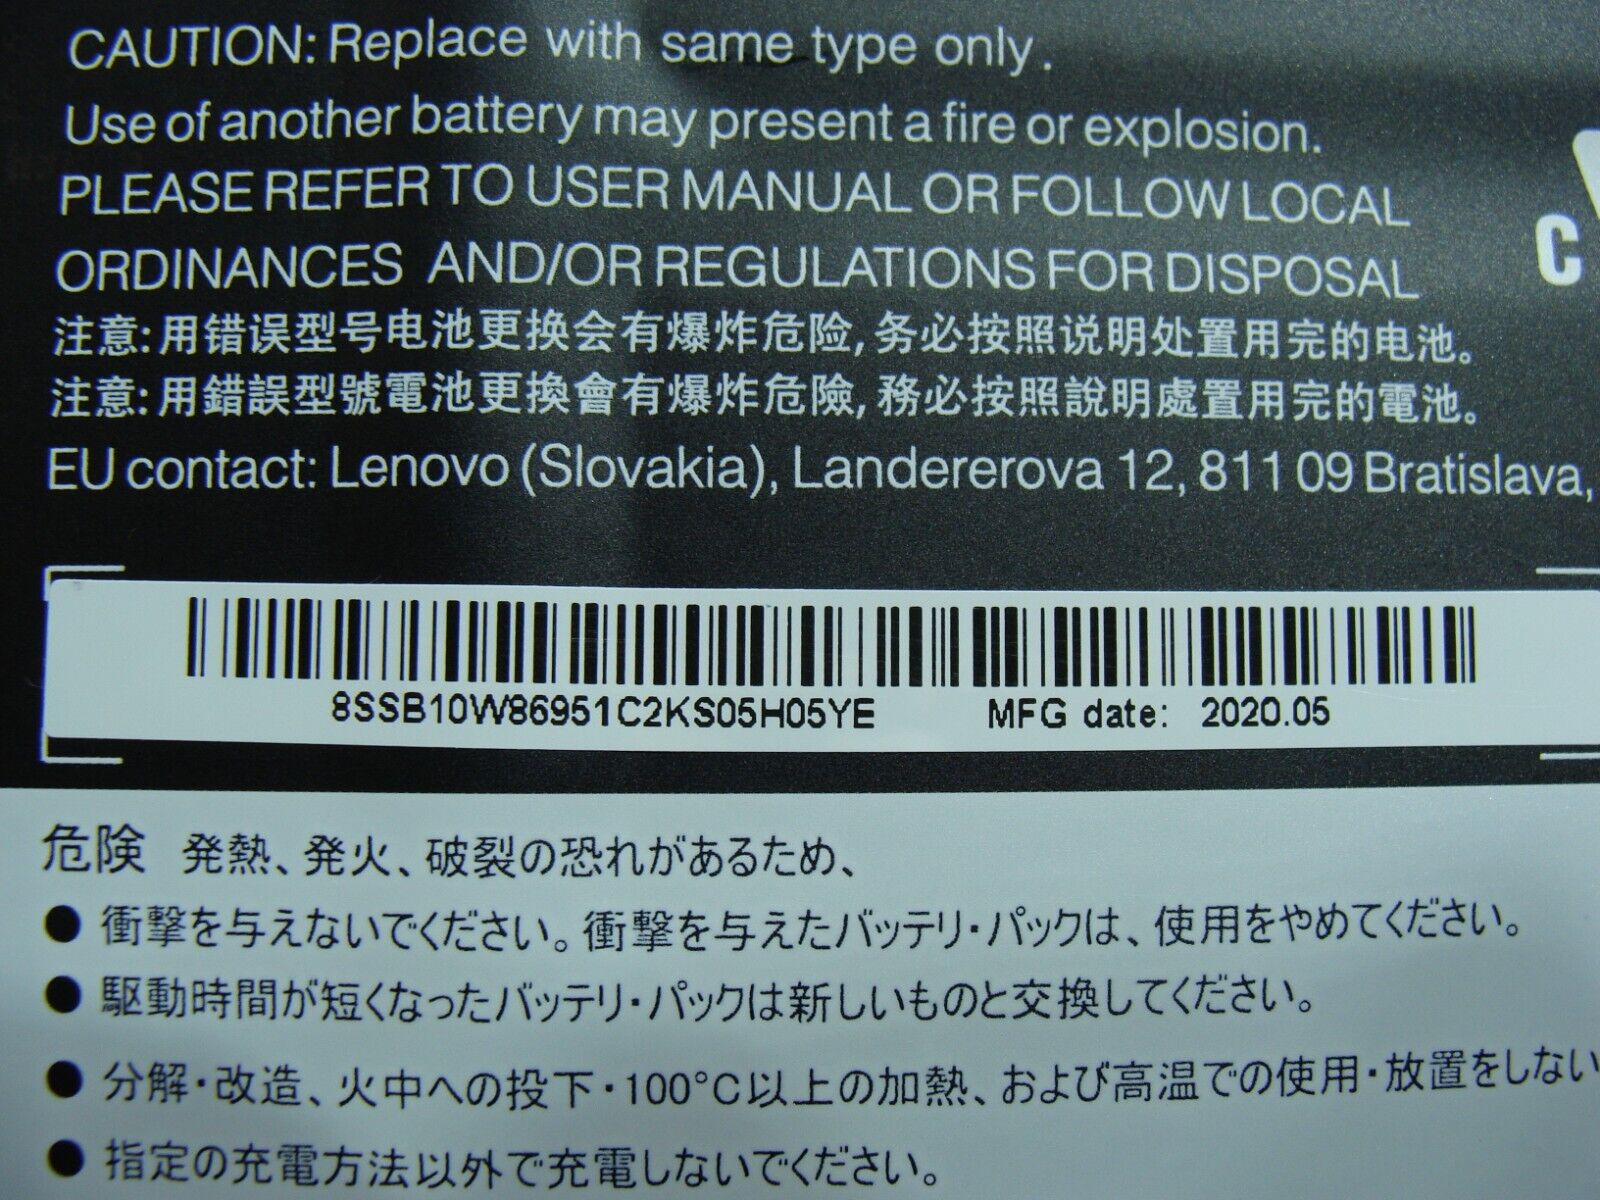 CAUTION: Replace with same type only.
Use of another battery may present a fire or explosion.
PLEASE REFER TO USER MANUAL OR FOLLOW LOCAL
ORDINANCES AND/OR REGULATIONS FOR DISPOSAL
C
注意: 用错误型号电池更换会有爆炸危险, 务必按照说明处置用完的电池。
注意: 用錯誤型號電池更換會有爆炸危險, 務必按照說明處置用完的電池。
EU contact: Lenovo (Slovakia), Landererova 12, 811 09 Bratislava,
8SSB10W86951C2KS05H05YE MFG date: 2020.05
危険 発熱、発火、破裂の恐れがあるため、
● 衝撃を与えないでください。衝撃を与えたバッテリ・パックは、使用をやめてください。
● 駆動時間が短くなったバッテリ・パックは新しいものと交換してください。
● 分解・改造、火中への投下・100°C以上の加熱、および高温での使用・放置をしない
● 指定の充電方法以外で充電しないでください。